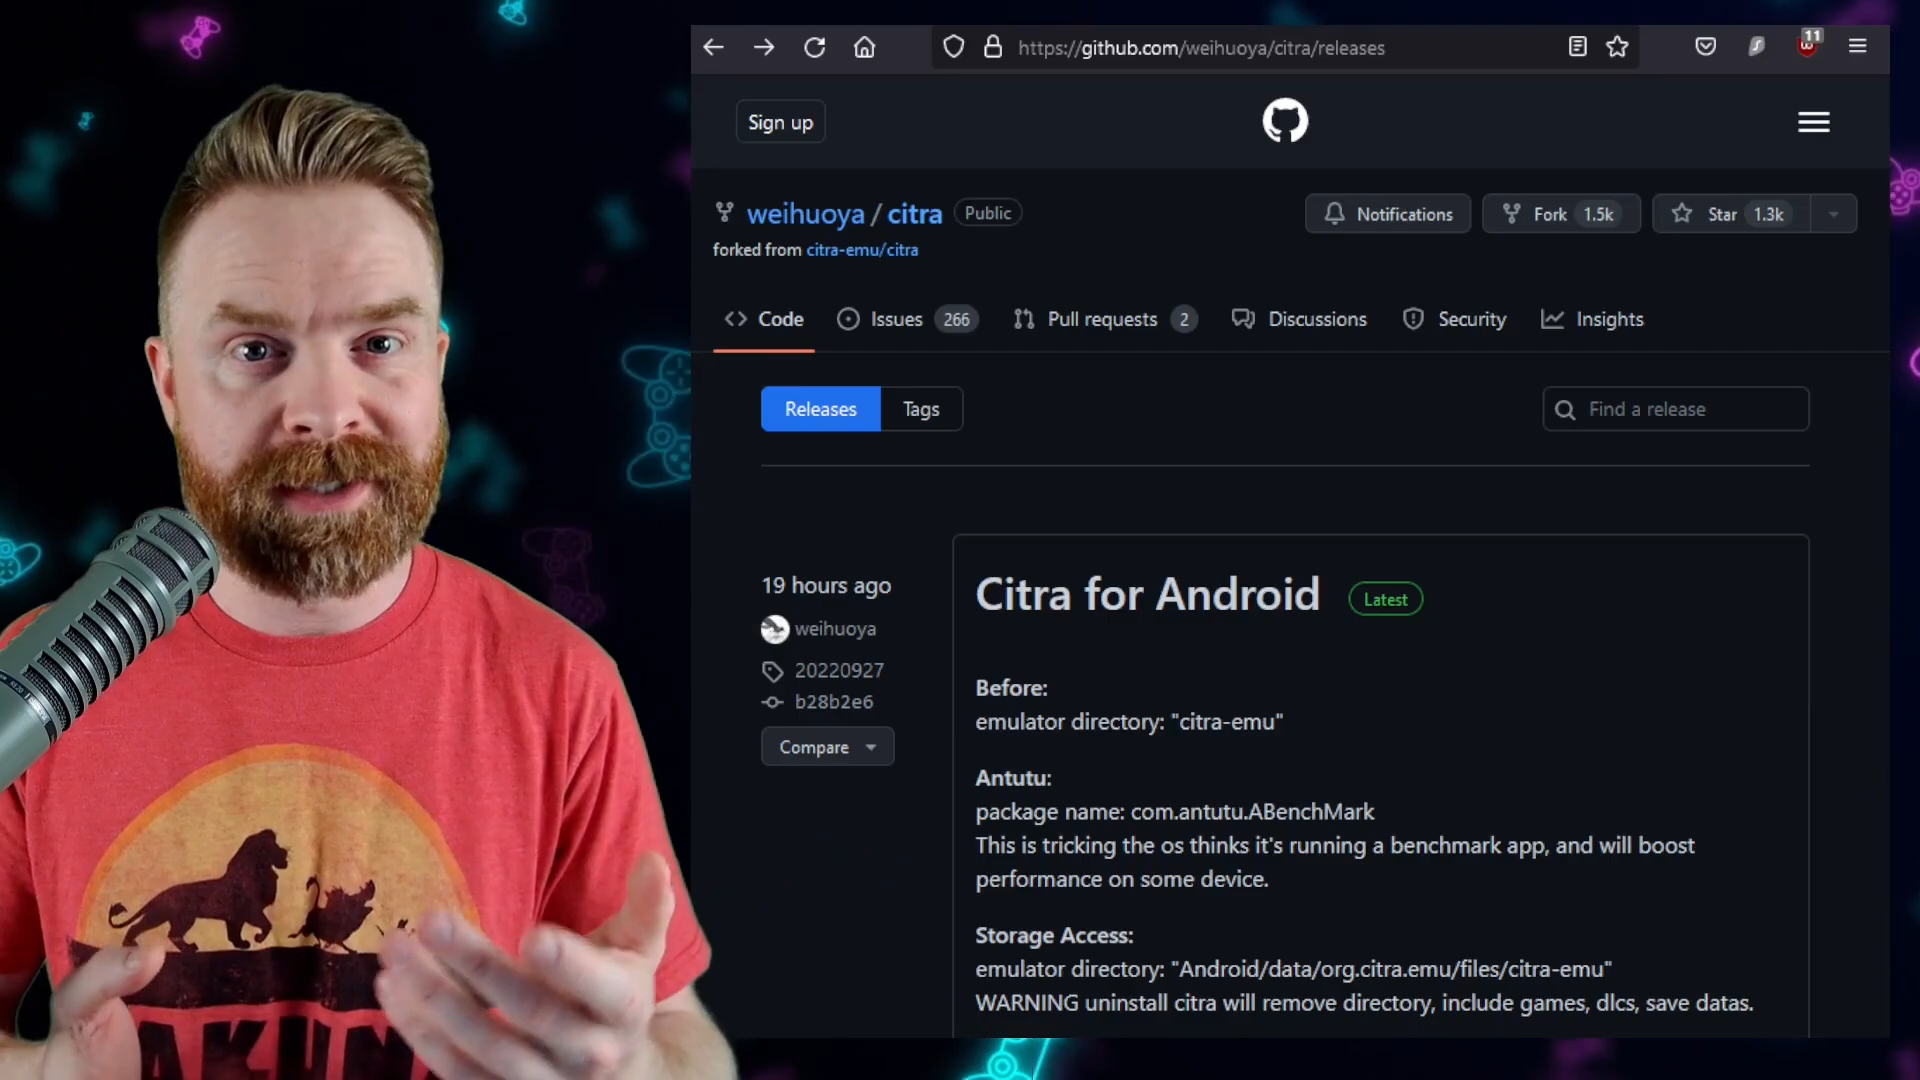 https://github.com/weihuoya/citra/releases
11
Sign up
weihuoya / citra Public
Notifications
Fork 1.5k
Star 1.3k
forked from citra-emu/citra
Code
Issues 266
Pull requests 2
Discussions
Security
Insights
Releases
Tags
Find a release
19 hours ago
weihuoya
20220927
b28b2e6
Compare
Citra for Android Latest
Before:
emulator directory: "citra-emu"
Antutu:
package name: com.antutu.ABenchMark
This is tricking the os thinks it's running a benchmark app, and will boost
performance on some device.
Storage Access:
emulator directory: "Android/data/org.citra.emu/files/citra-emu"
WARNING uninstall citra will remove directory, include games, dlcs, save datas.